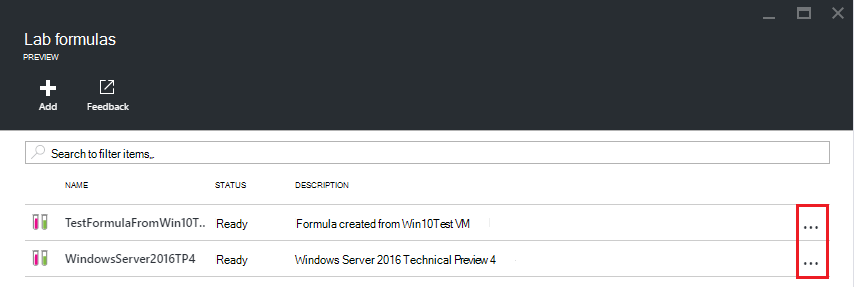 Lab formulas
PREVIEW
Add Feedback
Search to filter items,.
NAME STATUS DESCRIPTION
TestFormulaFromWin10T.. Ready Formula created from Win10Test VM ...
WindowsServer2016TP4 Ready Windows Server 2016 Technical Preview 4 ...